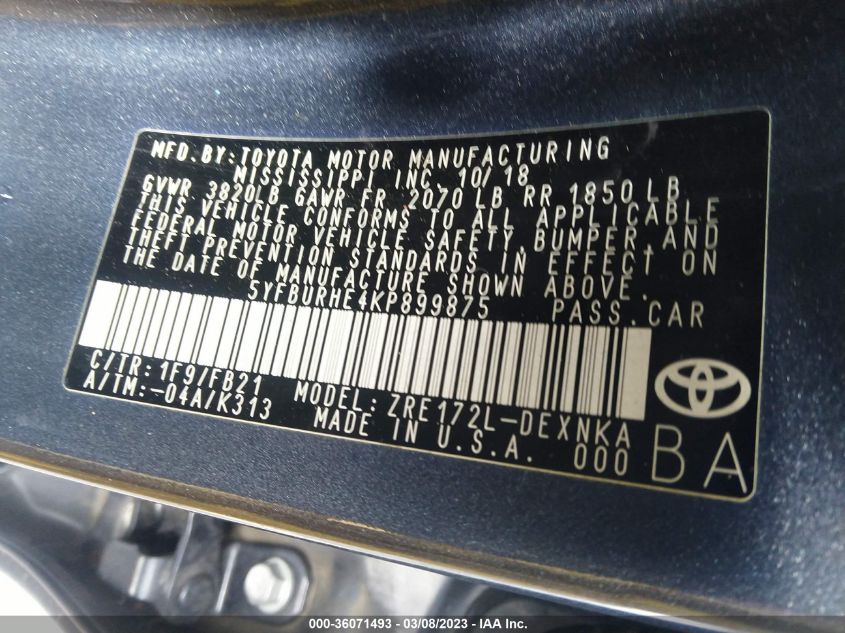 MFD.BY:TOYOTA MOTOR MANUFACTURING
MISSISSIPPI INC. 10/18
GVWR 3820LB GAWR FR 2070 LB RR 1850 LB
THIS VEHICLE CONFORMS TO ALL APPLICABLE
FEDERAL MOTOR VEHICLE SAFETY, BUMPER, AND
THEFT PREVENTION STANDARDS IN EFFECT ON
THE DATE OF MANUFACTURE SHOWN ABOVE.
5YFBURHE4KP899875 PASS.CAR
C/TR: 1F9/FB21 MODEL: ZRE172L-DEXNKA
A/TM: -04A/K313 MADE IN U.S.A. 000
BA
000-36071493 - 03/08/2023 - IAA Inc.